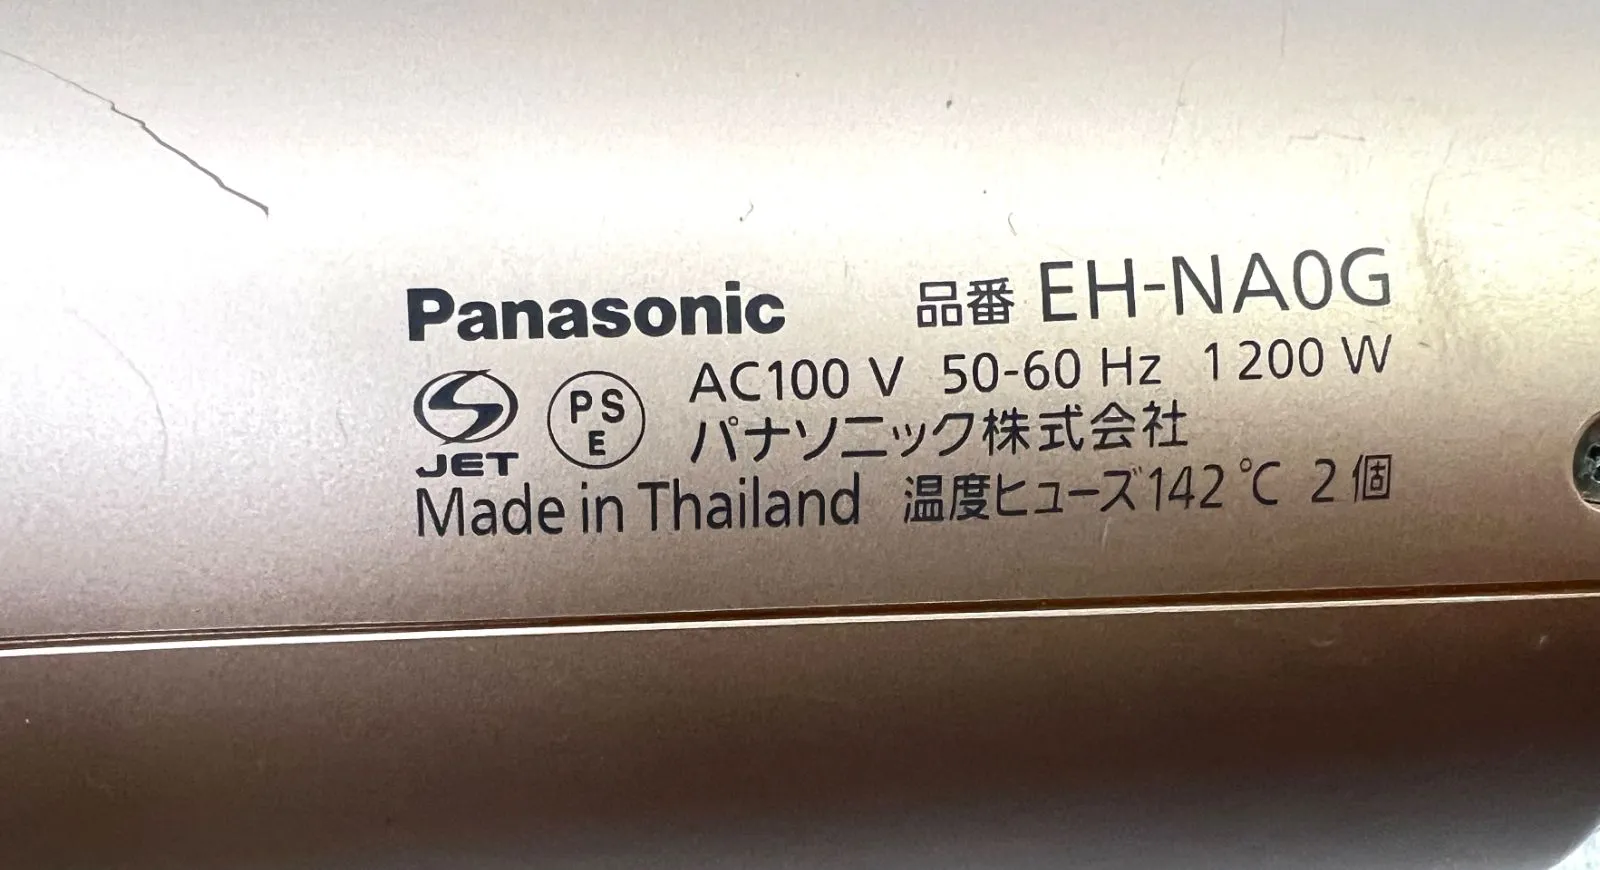 Panasonic 品番 EH-NA0G
JET PSE AC100 V 50-60 Hz 1200 W
パナソニック株式会社
Made in Thailand 温度ヒューズ142℃ 2個